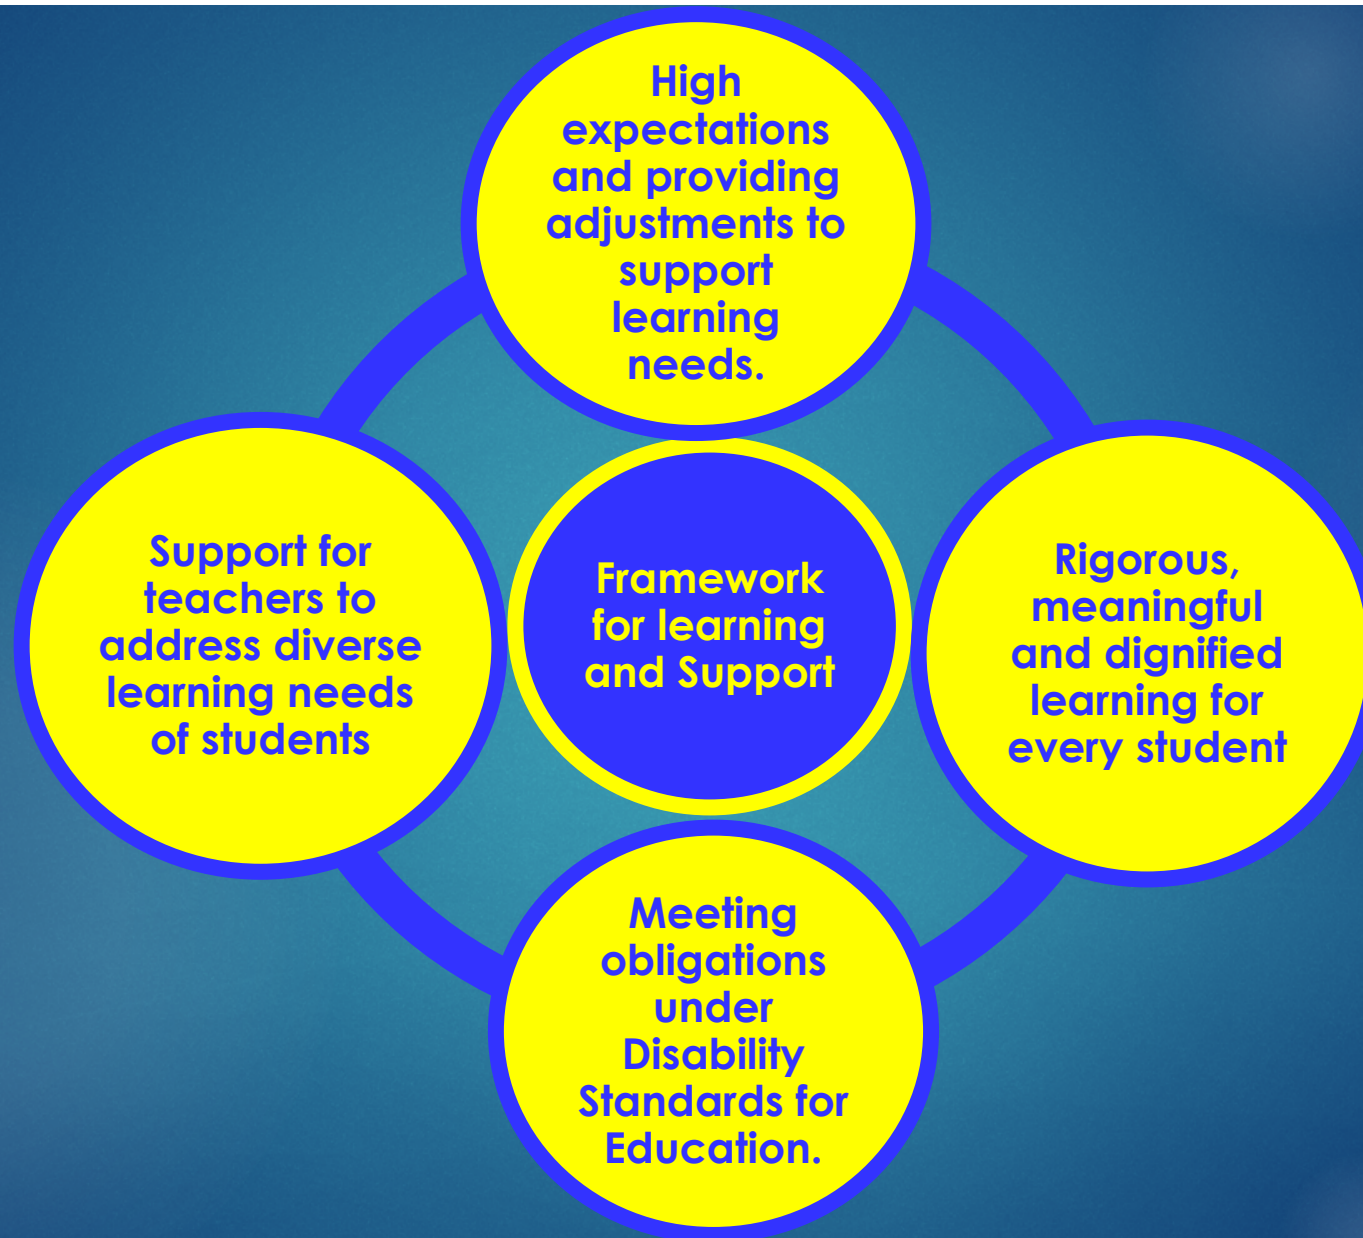 High
expectations
and providing
adjustments to
support
learning
needs.
Support for
teachers to
address diverse
learning needs
of students
Framework
for learning
and Support
Rigorous,
meaningful
and dignified
learning for
every student
Meeting
obligations
under
Disability
Standards for
Education.